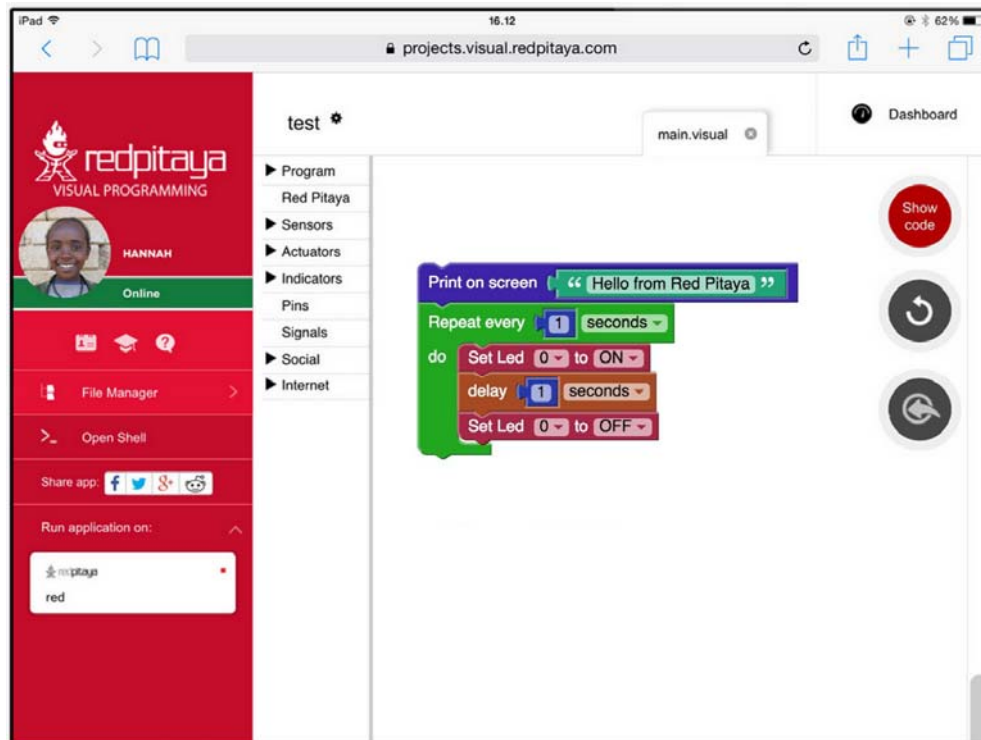 iPad
16.12
62%
projects.visual.redpitaya.com
redpitaya
VISUAL PROGRAMMING
HANNAH
Online
File Manager
>_ Open Shell
Share app:
Run application on:
redpitaya
red
test
main.visual
Dashboard
Program
Red Pitaya
Sensors
Actuators
Indicators
Pins
Signals
Social
Internet
Print on screen “ Hello from Red Pitaya ”
Repeat every 1 seconds
do Set Led 0 to ON
delay 1 seconds
Set Led 0 to OFF
Show
code